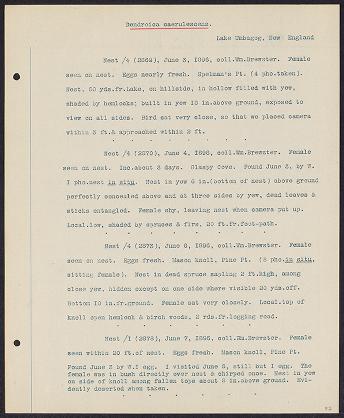 Dendroica caerulescens.
Lake Umbagog, New England
Nest /4 (2869), June 3, 1896, coll.Wm.Brewster. Female
seen on nest. Eggs nearly fresh. Spelman's Pt. (4 pho.taken).
Nest, 50 yds.fr.Lake, on hillside, in hollow filled with yew,
shaded by hemlocks; built in yew 10 in.above ground, exposed to
view on all sides. Bird sat very close, so that we placed camera
within 3 ft.& approached within 2 ft.
Nest /4 (2870), June 4, 1896, coll.Wm.Brewster. Female
seen on nest. Inc.about 3 days. Glaspy Cove. Found June 3, by W.
I pho.nest in situ. Nest in yew 6 in.(bottom of nest) above ground
perfectly concealed above and at three sides by yew, dead leaves &
sticks entangled. Female shy, leaving nest when camera put up.
Local.low, shaded by spruces & firs, 20 ft.fr.foot-path.
Nest /4 (2873), June 6, 1896, coll.Wm.Brewster. Female
seen on nest. Eggs fresh. Mason knoll, Pine Pt. (8 pho.in situ,
sitting female). Nest in dead spruce sapling 2 ft.high, among
close yew, hidden except on one side where visible 20 yds.off.
Bottom 10 in.fr.ground. Female sat very closely. Local.top of
knoll open hemlock & birch woods, 2 rds.fr.logging road.
Nest /1 (2878), June 7, 1896, coll.Wm.Brewster. Female
seen within 20 ft.of nest. Eggs fresh. Mason knoll, Pine Pt.
Found June 3 by W.1 egg. I visited June 5, still but 1 egg. The
female was in bush directly over nest & chirped once. Nest in yew
on side of knoll among fallen tops about 8 in.above ground. Evi-
dently deserted when taken.